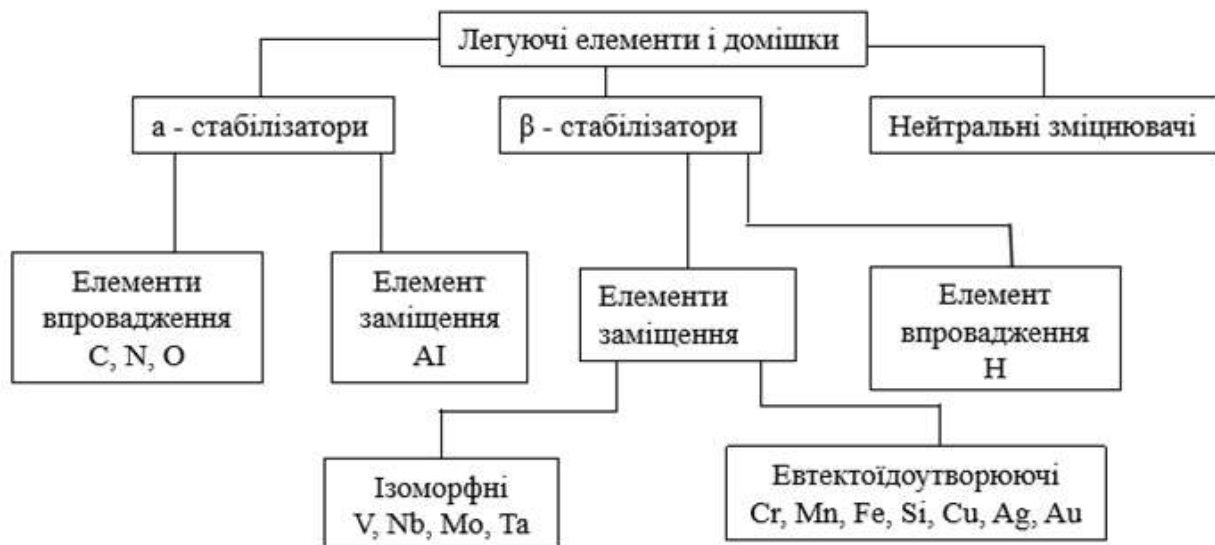 Легуючі елементи і домішки
а - стабілізатори
β - стабілізатори
Нейтральні зміцнювачі
Елементи
впровадження
C, N, O
Елемент
заміщення
AI
Елементи
заміщення
Елемент
впровадження
H
Ізоморфні
V, Nb, Mo, Ta
Евтектоїдоутворюючі
Cr, Mn, Fe, Si, Cu, Ag, Au